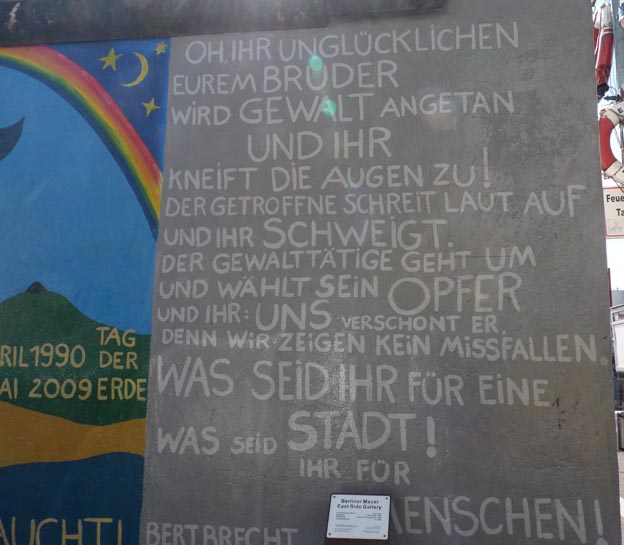 OH, IHR UNGLÜCKLICHEN
EUREM BRUDER
WIRD GEWALT ANGETAN
UND IHR
KNEIFT DIE AUGEN ZU!
DER GETROFFNE SCHREIT LAUT AUF
UND IHR SCHWEIGT.
DER GEWALTTÄTIGE GEHT UM
UND WÄHLT SEIN OPFER
UND IHR: UNS VERSCHONT ER,
DENN WIR ZEIGEN KEIN MISSFALLEN.
WAS SEID IHR FÜR EINE
WAS SEID STADT!
IHR FÜR
MENSCHEN!
BERT BRECHT
RIL 1990 TAG
DER
AI 2009 ERDE
AUCHT!
Berliner Mauer
East Side Gallery
Feue
Ta